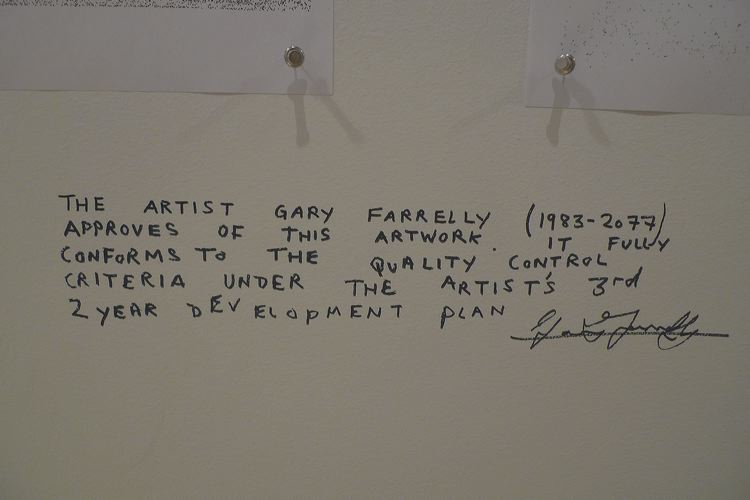 THE ARTIST GARY FARRELLY (1983-2077)
APPROVES OF THIS ARTWORK. IT FULLY
CONFORMS TO THE QUALITY CONTROL
CRITERIA UNDER THE ARTIST'S 3rd
2 YEAR DEVELOPMENT PLAN